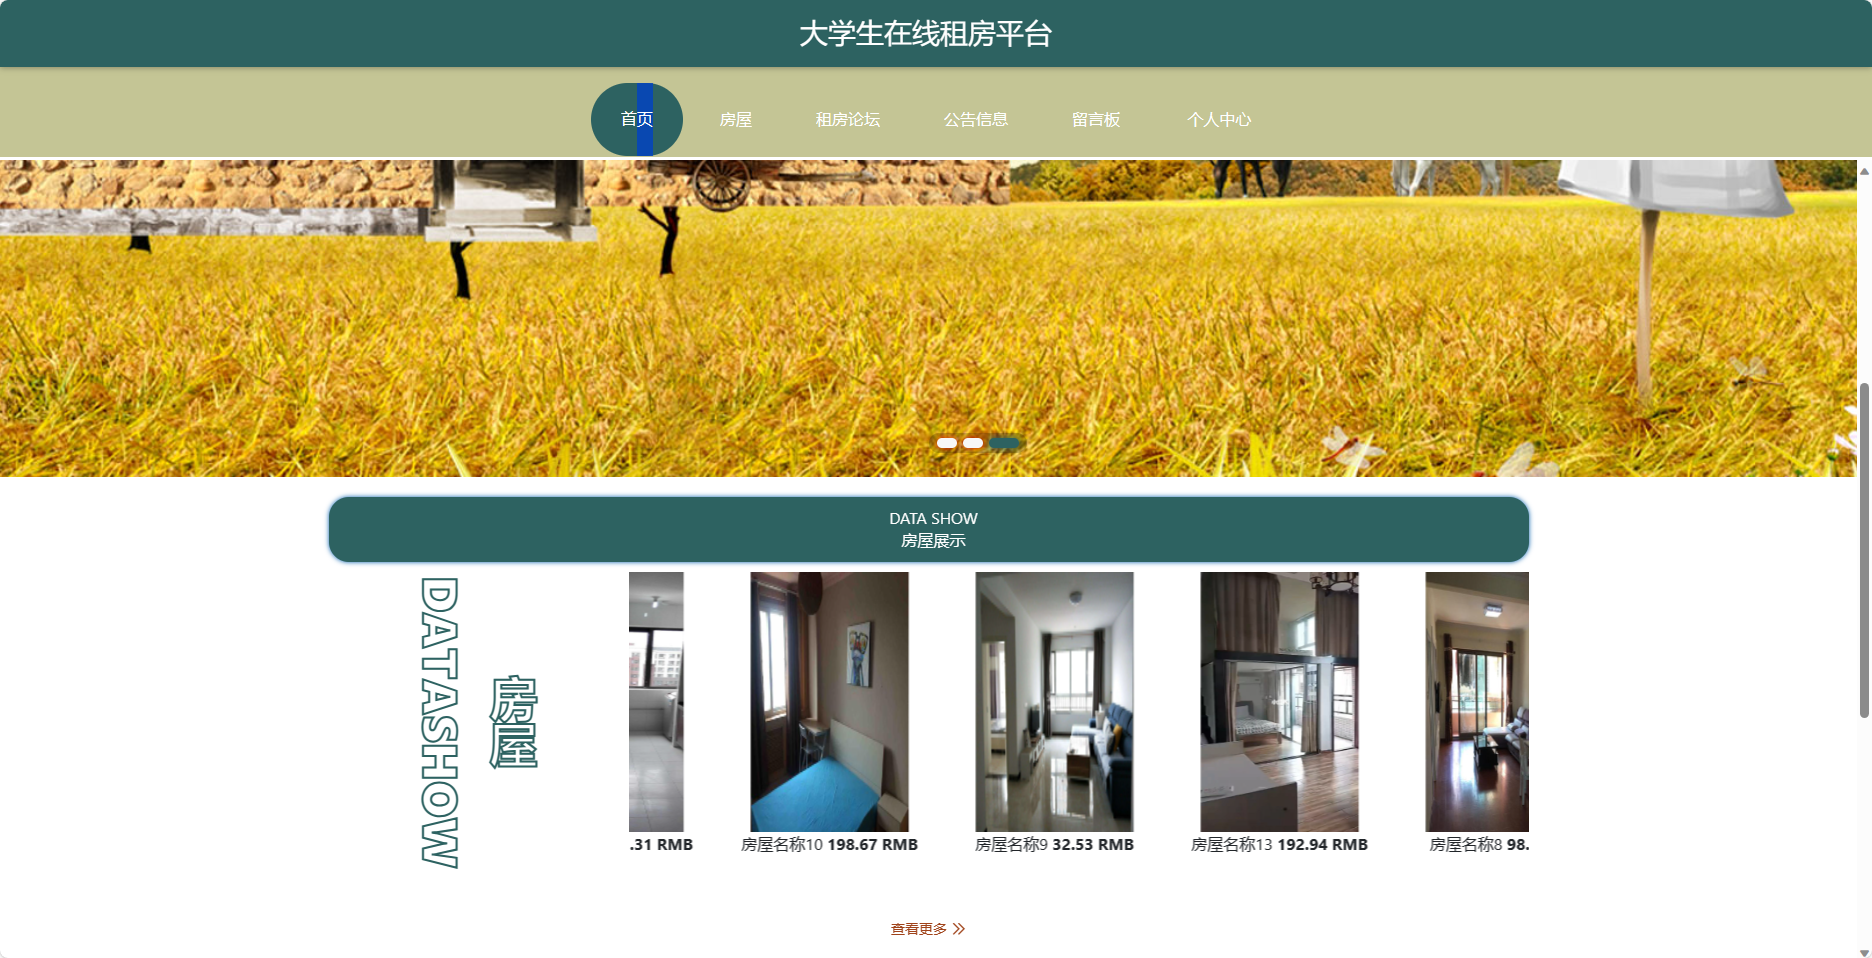 大学生在线租房平台
首页
房屋
租房论坛
公告信息
留言板
个人中心
DATA SHOW
房屋展示
DATASHOW
房屋
.31 RMB
房屋名称10 198.67 RMB
房屋名称9 32.53 RMB
房屋名称13 192.94 RMB
房屋名称8 98.
查看更多